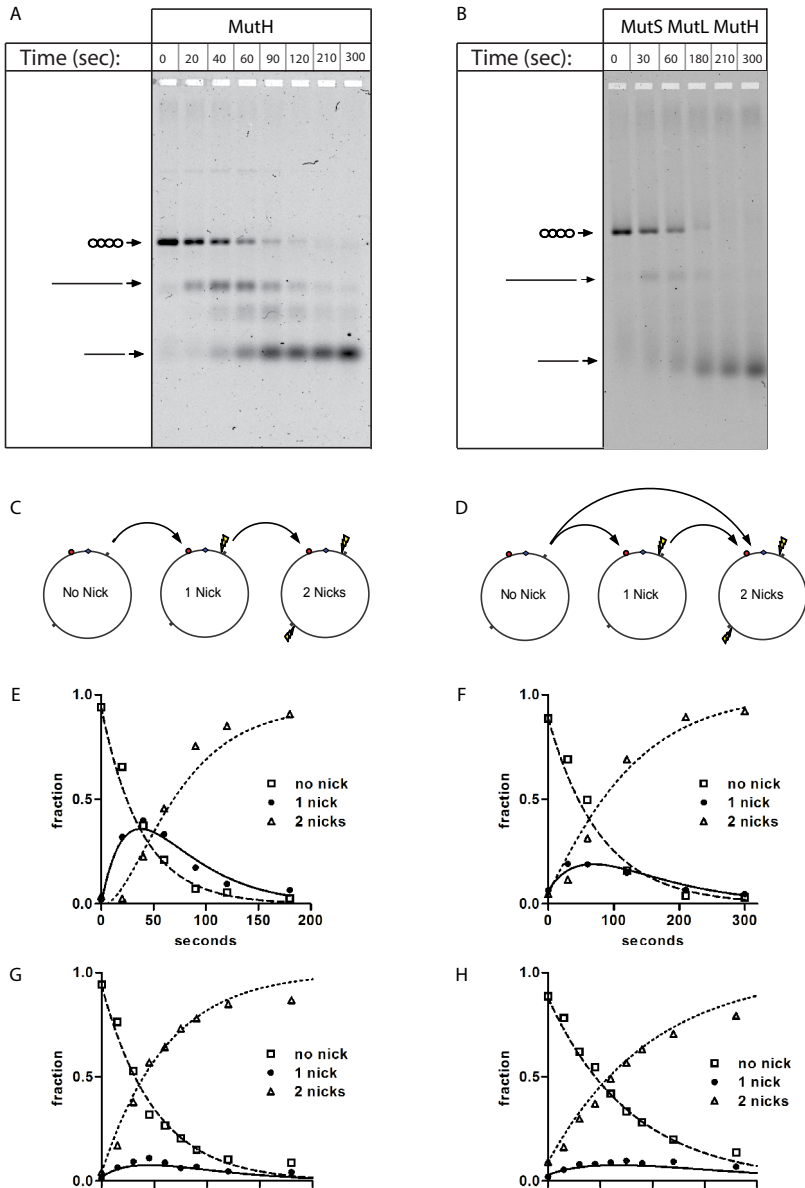 A
MutH
Time (sec):
0 20 40 60 90 120 210 300
B
MutS MutL MutH
Time (sec):
0 30 60 180 210 300
C
No Nick
1 Nick
2 Nicks
D
No Nick
1 Nick
2 Nicks
E
fraction
1.0
0.5
0.0
no nick
1 nick
2 nicks
0 50 100 150 200
seconds
F
fraction
1.0
0.5
0.0
no nick
1 nick
2 nicks
0 100 200 300
seconds
G
fraction
1.0
0.5
0.0
no nick
1 nick
2 nicks
H
fraction
1.0
0.5
0.0
no nick
1 nick
2 nicks